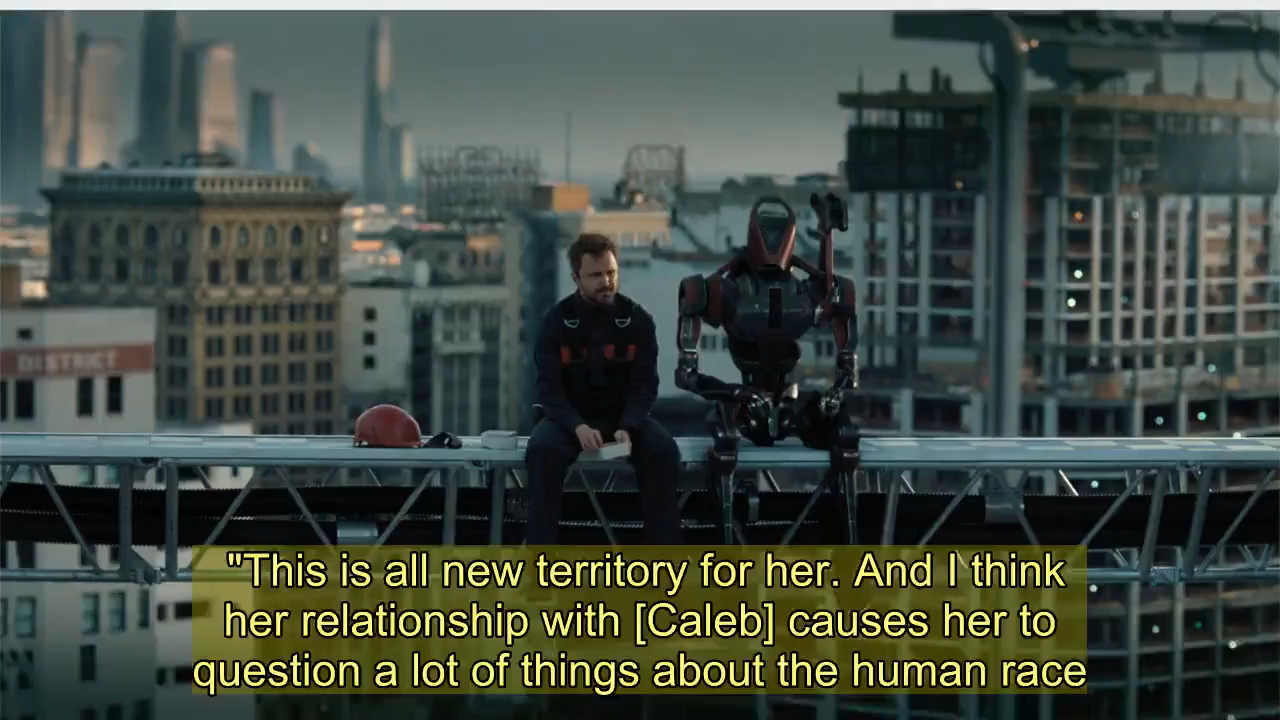 DISTRICT
"This is all new territory for her. And I think
her relationship with [Caleb] causes her to
question a lot of things about the human race